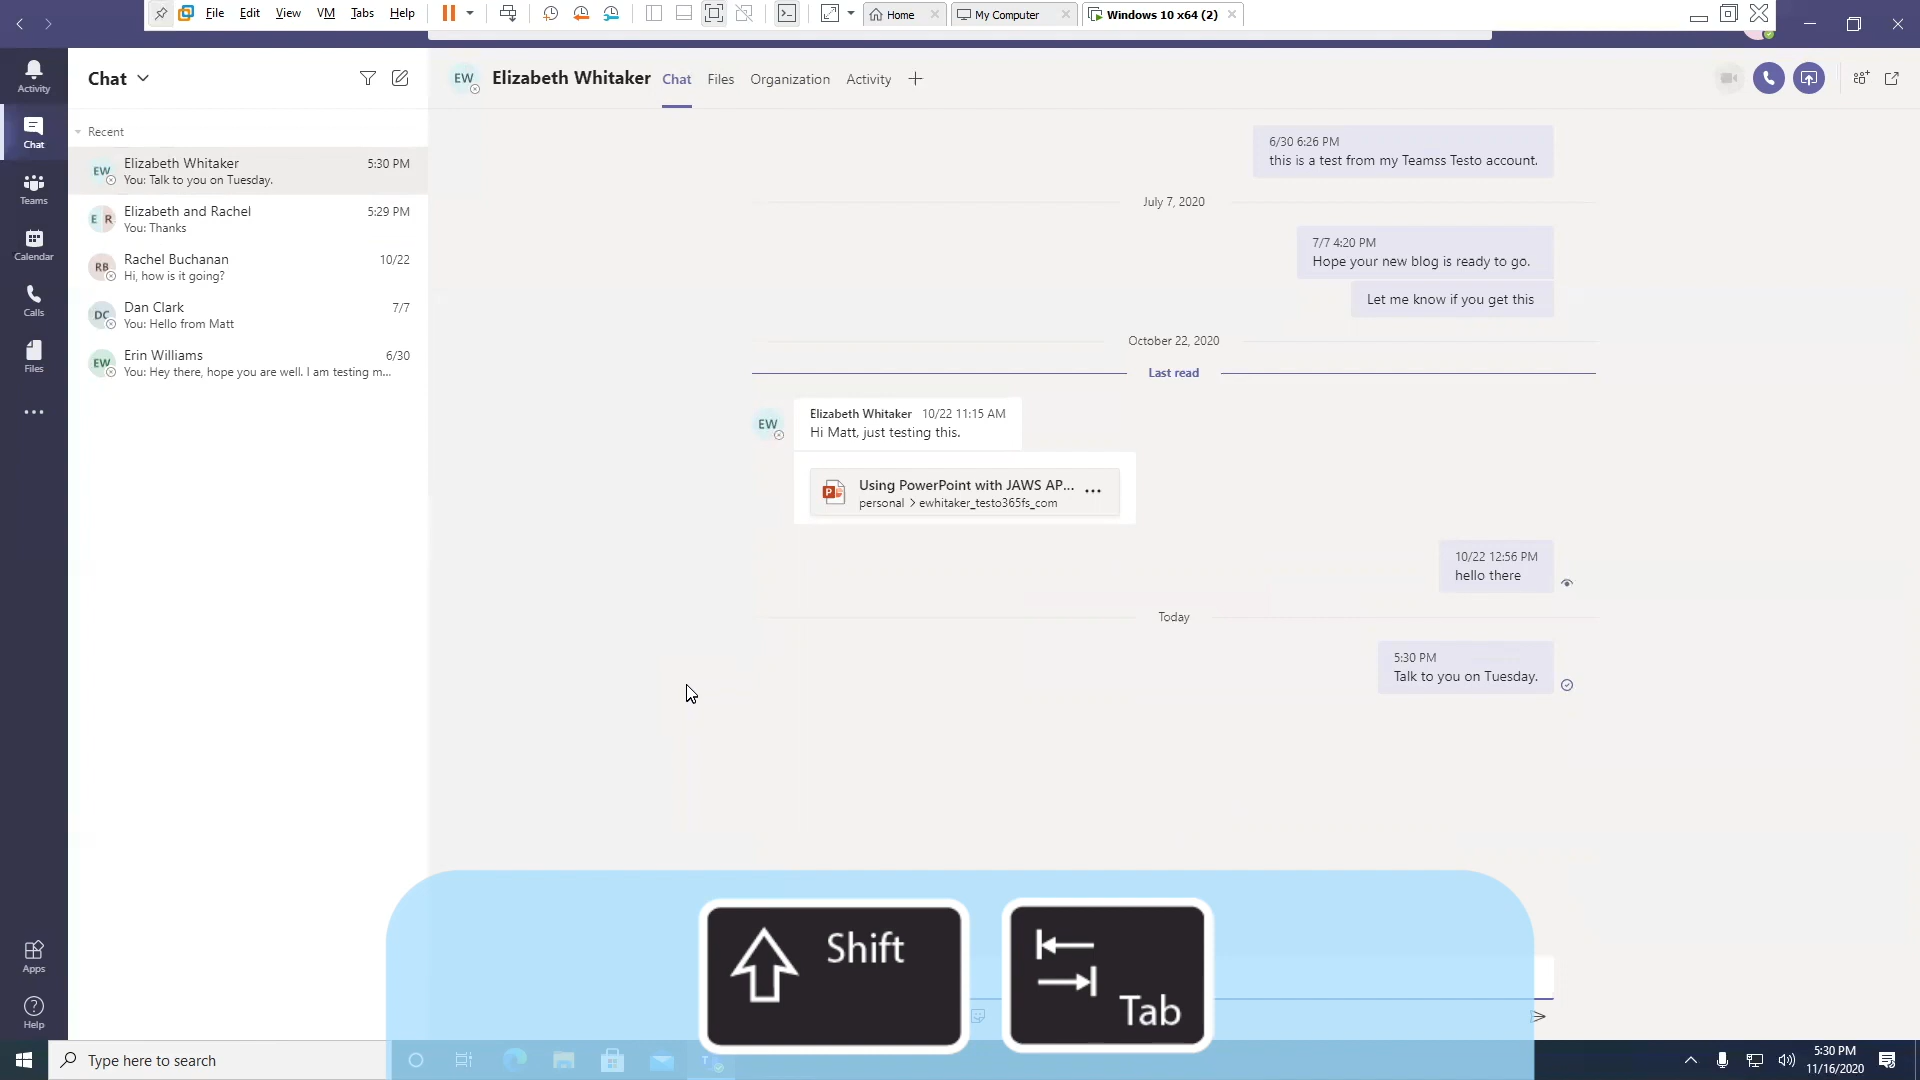 File Edit View VM Tabs Help
Home
My Computer
Windows 10 x64 (2)
Activity
Chat
Teams
Calendar
Calls
Files
Apps
Help
Chat
Recent
EW
Elizabeth Whitaker 5:30 PM
You: Talk to you on Tuesday.
E R
Elizabeth and Rachel 5:29 PM
You: Thanks
RB
Rachel Buchanan 10/22
Hi, how is it going?
DC
Dan Clark 7/7
You: Hello from Matt
EW
Erin Williams 6/30
You: Hey there, hope you are well. I am testing m...
EW
Elizabeth Whitaker Chat Files Organization Activity
6/30 6:26 PM
this is a test from my Teamss Testo account.
July 7, 2020
7/7 4:20 PM
Hope your new blog is ready to go.
Let me know if you get this
October 22, 2020
Last read
EW
Elizabeth Whitaker 10/22 11:15 AM
Hi Matt, just testing this.
Using PowerPoint with JAWS AP...
personal > ewhitaker_testo365fs_com
10/22 12:56 PM
hello there
Today
5:30 PM
Talk to you on Tuesday.
Shift
Tab
Type here to search
5:30 PM
11/16/2020